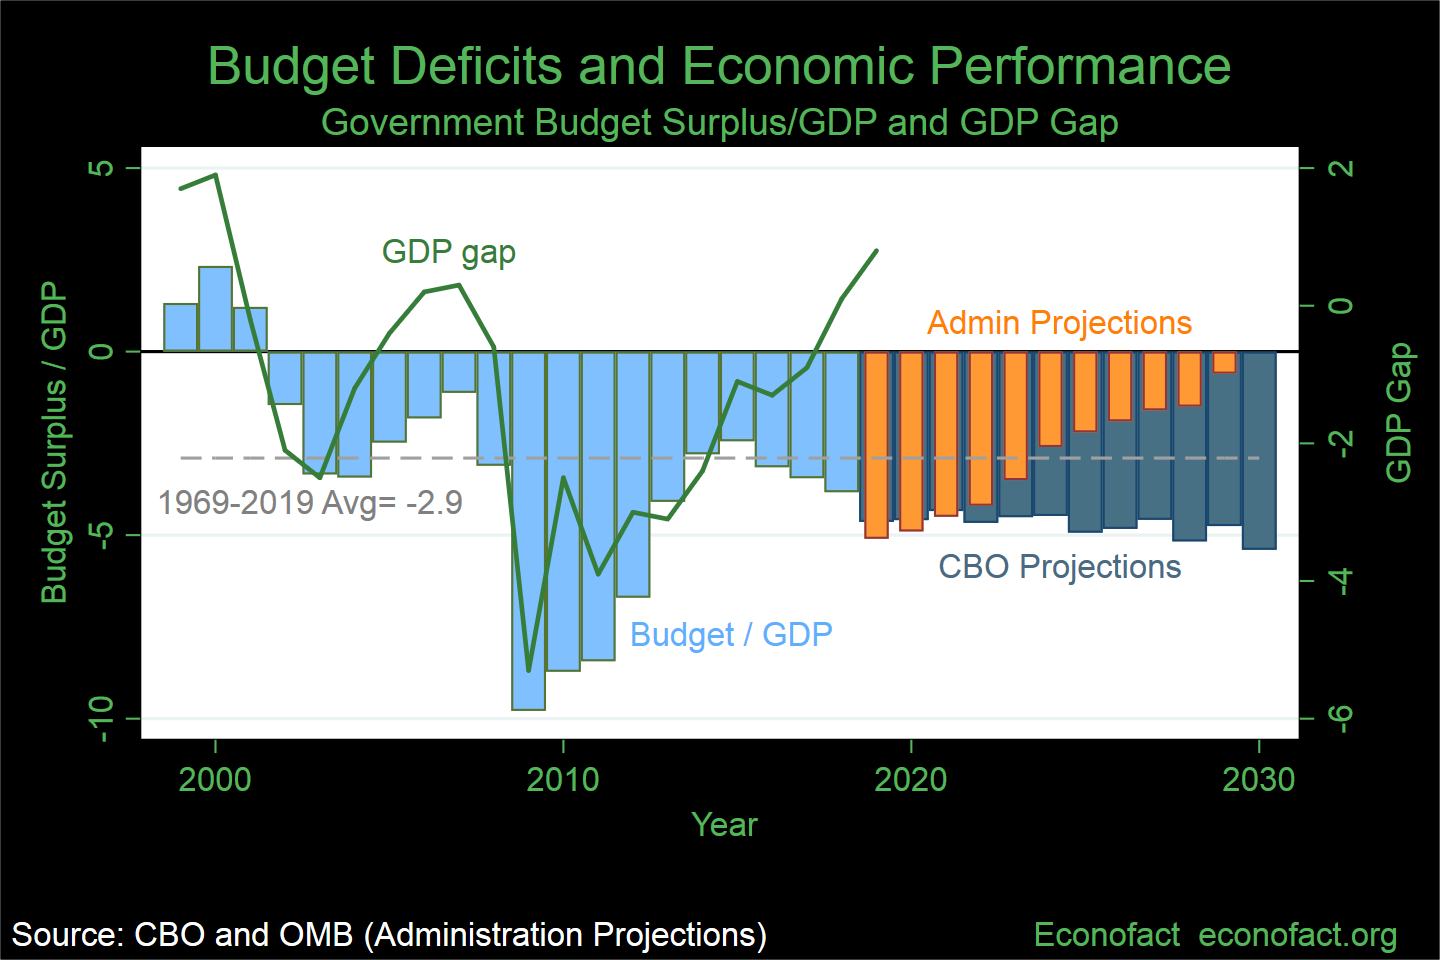 Budget Deficits and Economic Performance
Government Budget Surplus/GDP and GDP Gap
5
0
-5
-10
Budget Surplus / GDP
2
0
-2
-4
-6
GDP Gap
GDP gap
Admin Projections
1969-2019 Avg= -2.9
CBO Projections
Budget / GDP
2000
2010
2020
2030
Year
Source: CBO and OMB (Administration Projections)
Econofact econofact.org